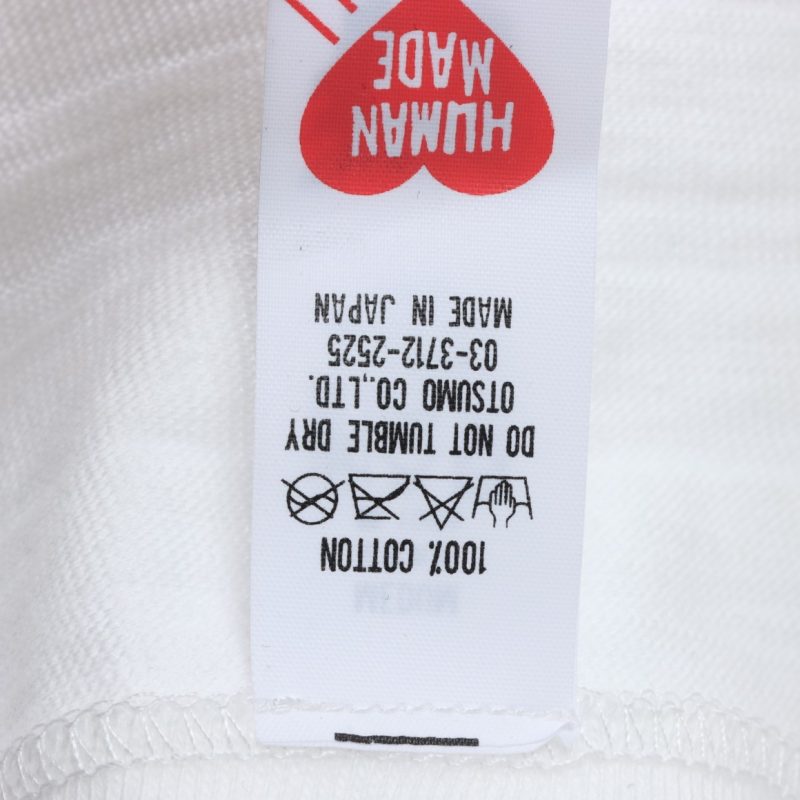 100% COTTON
DO NOT TUMBLE DRY
OTSUMO CO.,LTD.
03-3712-2525
MADE IN JAPAN
HUMAN
MADE